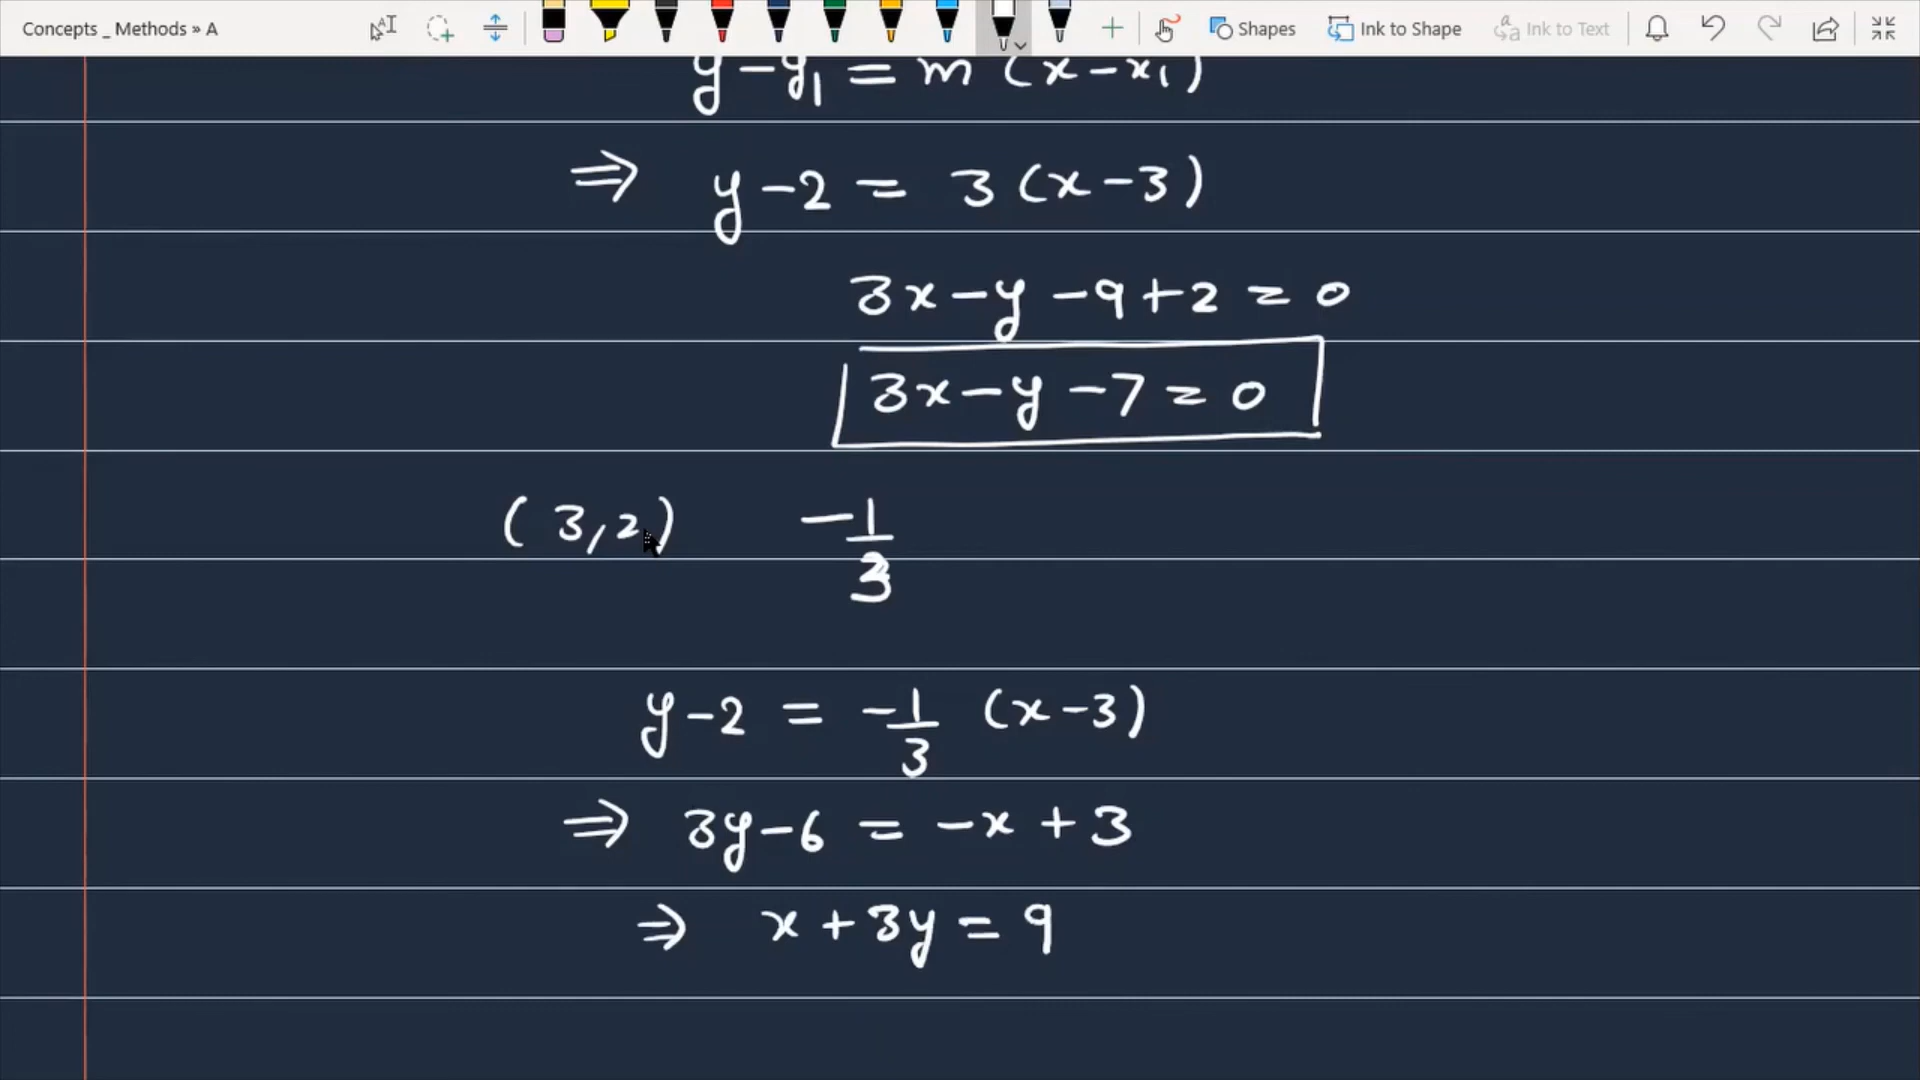 Concepts _ Methods » A
Shapes
Ink to Shape
Ink to Text
y - y₁ = m (x - x₁)
⇒ y - 2 = 3 (x - 3)
3x - y - 9 + 2 = 0
3x - y - 7 = 0
(3, 2) -1/3
y - 2 = -1/3 (x - 3)
⇒ 3y - 6 = -x + 3
⇒ x + 3y = 9